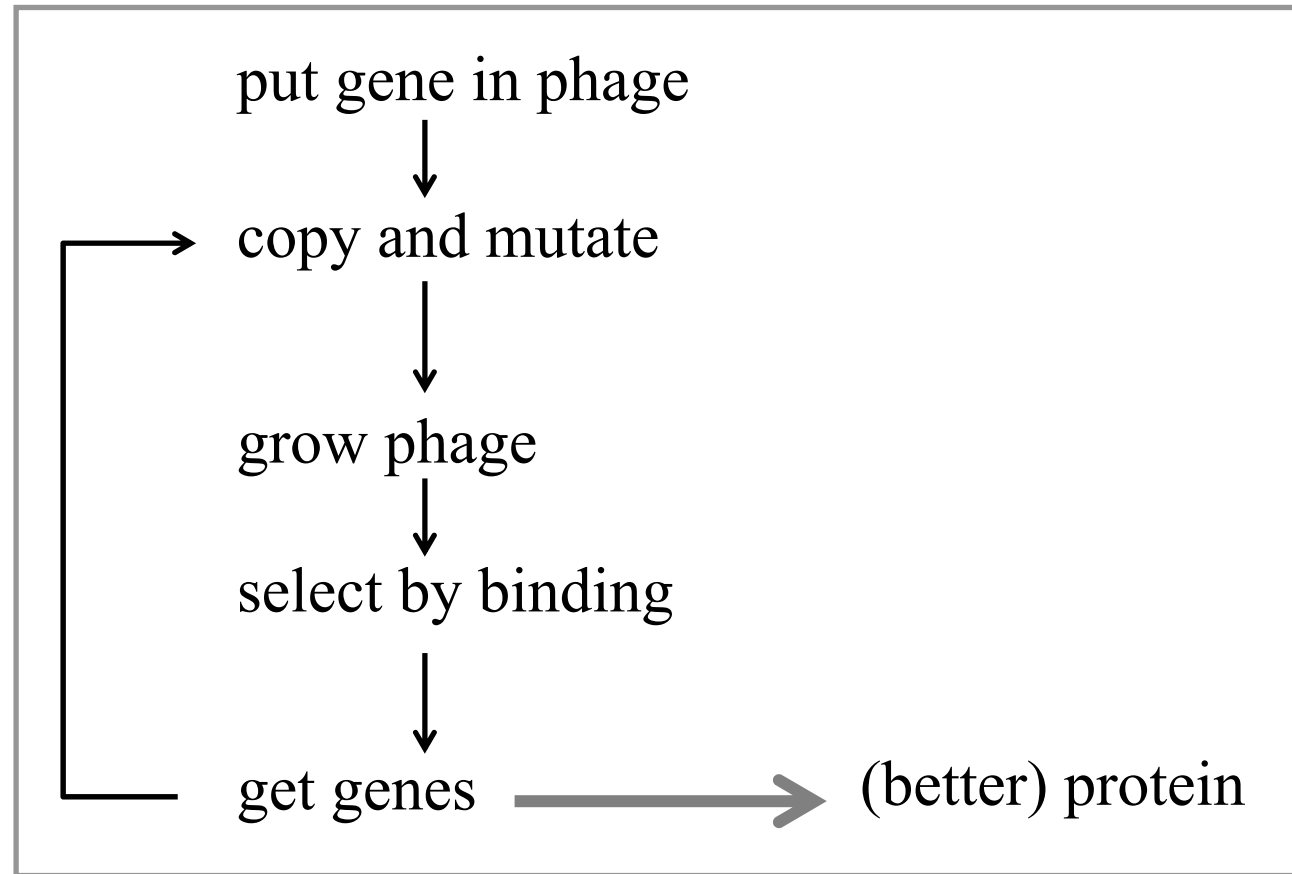 put gene in phage
copy and mutate
grow phage
select by binding
get genes
(better) protein